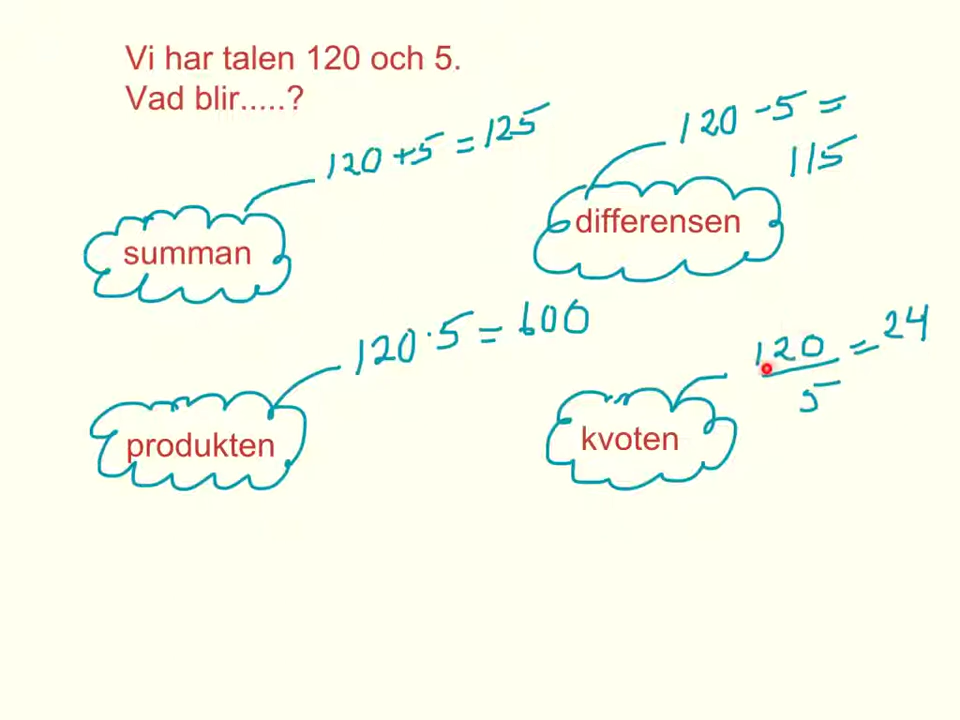 Vi har talen 120 och 5.
Vad blir.....?
120+5=125
summan
120-5=
115
differensen
120·5=600
produkten
120/5=24
kvoten